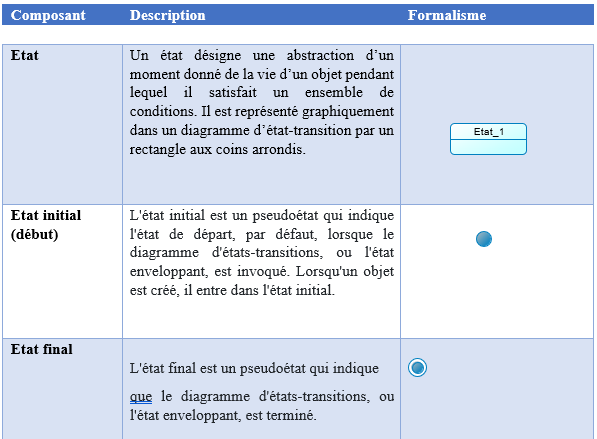 Composant Description Formalisme
Etat
Un état désigne une abstraction d’un
moment donné de la vie d’un objet pendant
lequel il satisfait un ensemble de
conditions. Il est représenté graphiquement
dans un diagramme d’état-transition par un
rectangle aux coins arrondis.
Etat_1
Etat initial
(début)
L'état initial est un pseudoétat qui indique
l'état de départ, par défaut, lorsque le
diagramme d'états-transitions, ou l'état
enveloppant, est invoqué. Lorsqu'un objet
est créé, il entre dans l'état initial.
Etat final
L'état final est un pseudoétat qui indique
que le diagramme d'états-transitions, ou
l'état enveloppant, est terminé.